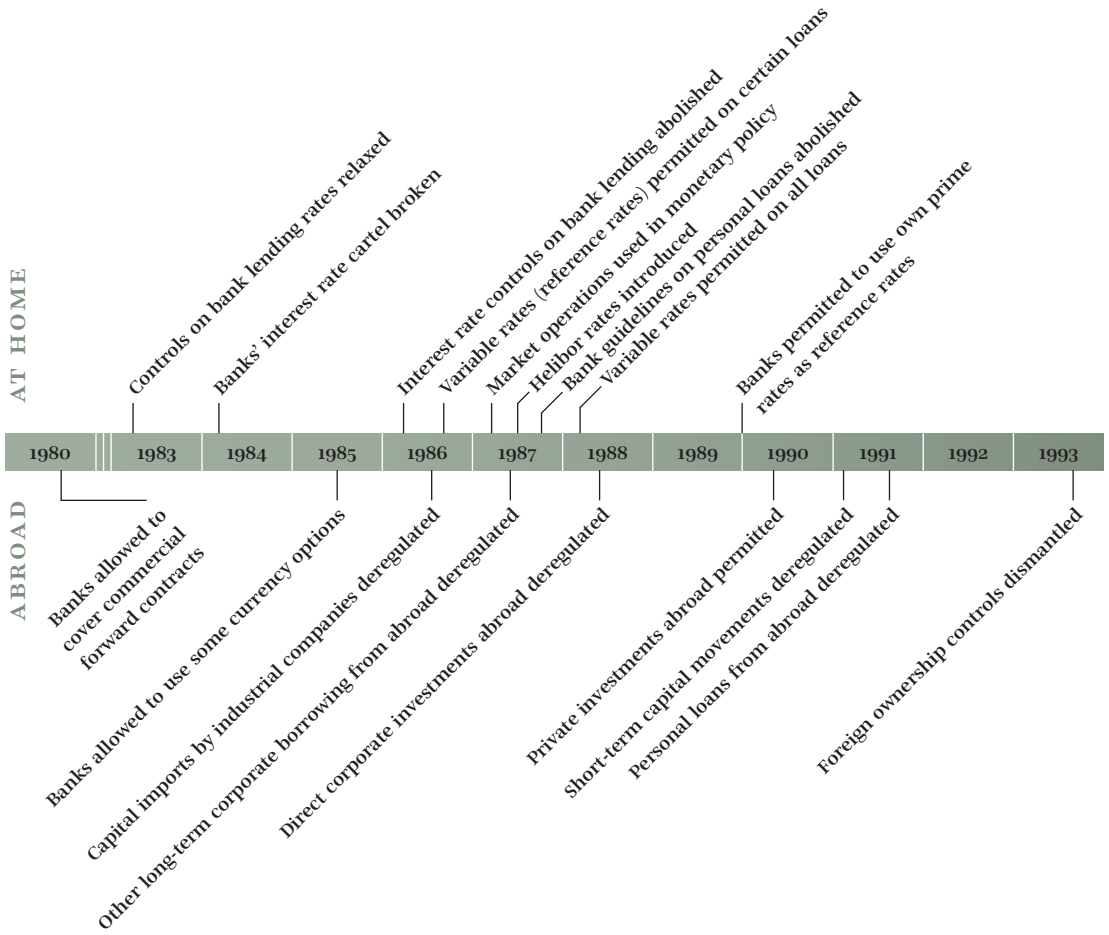 AT HOME
Controls on bank lending rates relaxed
Banks’ interest rate cartel broken
Interest rate controls on bank lending abolished
Variable rates (reference rates) permitted on certain loans
Market operations used in monetary policy
Helibor rates introduced
Bank guidelines on personal loans abolished
Variable rates permitted on all loans
Banks permitted to use own prime
rates as reference rates
1980
1983
1984
1985
1986
1987
1988
1989
1990
1991
1992
1993
ABROAD
Banks allowed to
cover commercial
forward contracts
Banks allowed to use some currency options
Capital imports by industrial companies deregulated
Other long-term corporate borrowing from abroad deregulated
Direct corporate investments abroad deregulated
Private investments abroad permitted
Short-term capital movements deregulated
Personal loans from abroad deregulated
Foreign ownership controls dismantled